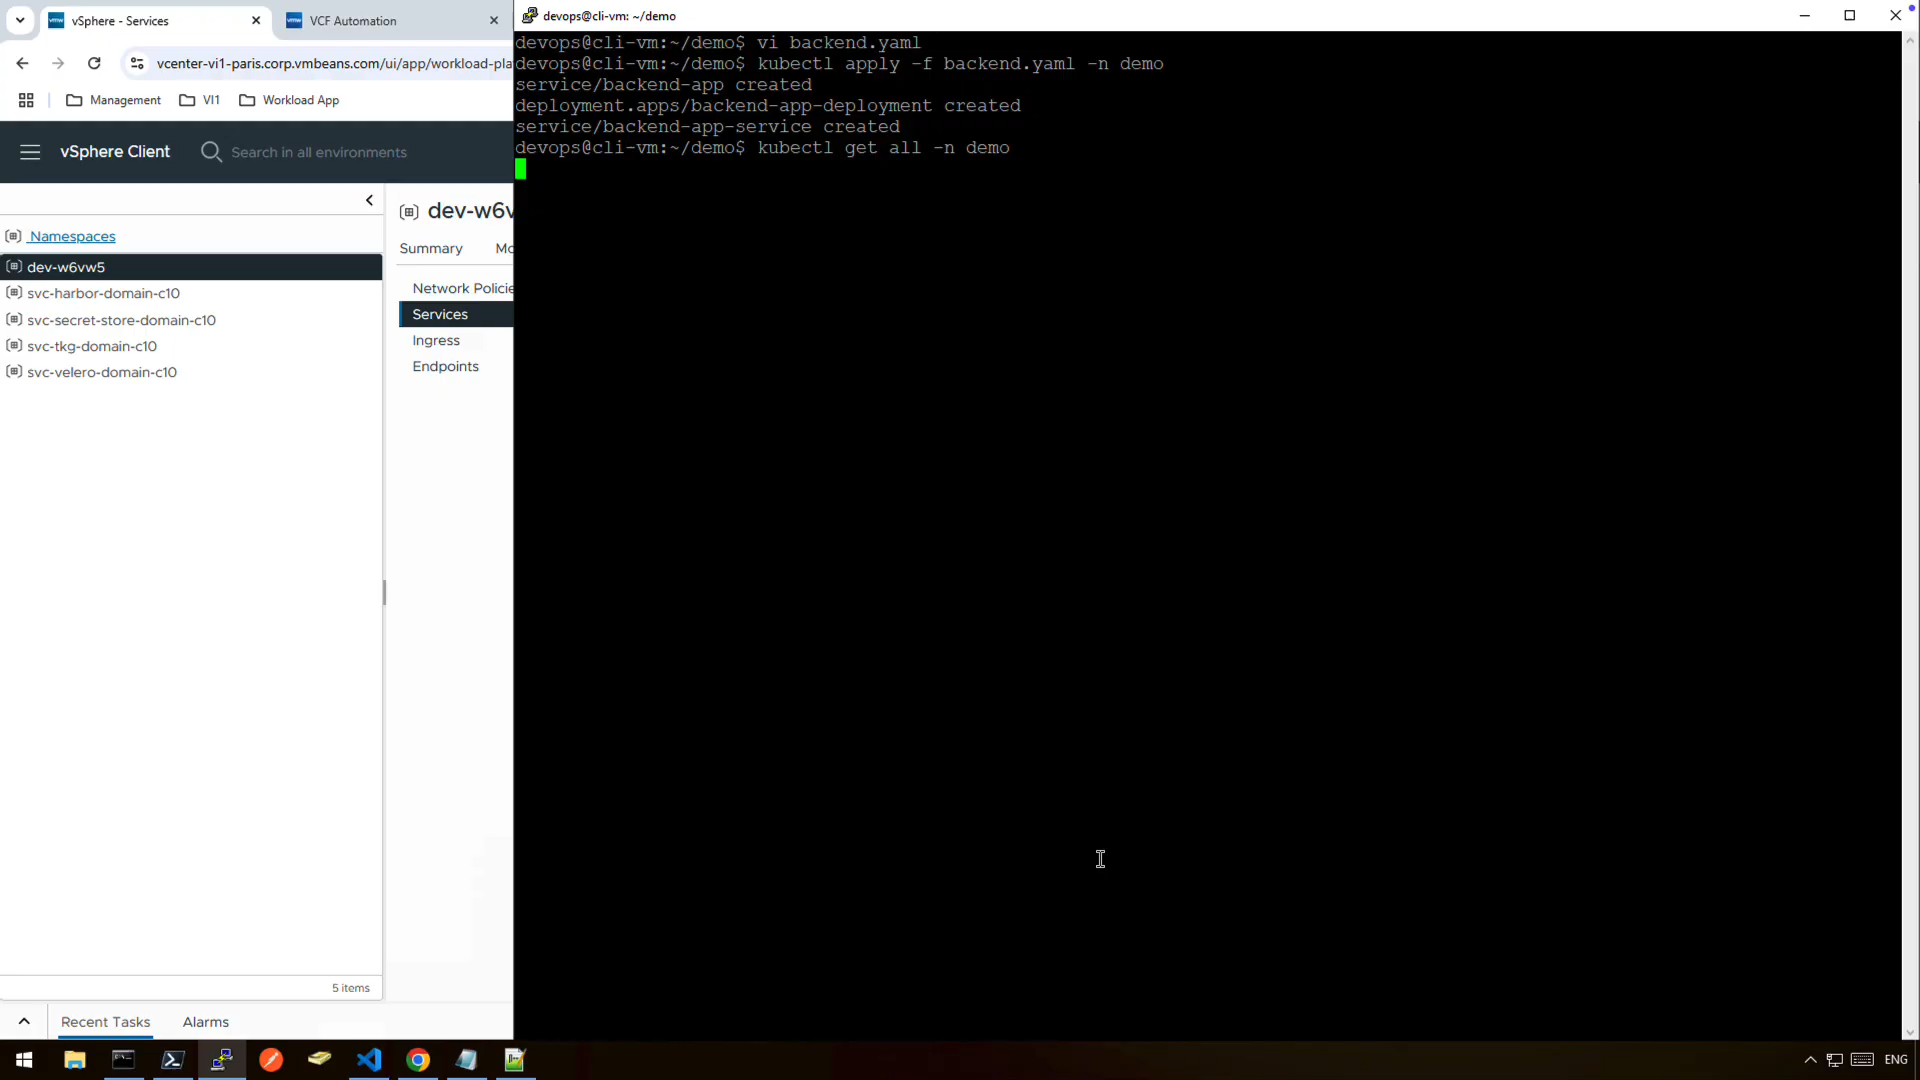 vSphere - Services
VCF Automation
vcenter-vi1-paris.corp.vmbeans.com/ui/app/workload-pla
Management
VI1
Workload App
vSphere Client
Search in all environments
Namespaces
dev-w6vw5
svc-harbor-domain-c10
svc-secret-store-domain-c10
svc-tkg-domain-c10
svc-velero-domain-c10
5 items
dev-w6v
Summary
Mo
Network Policie
Services
Ingress
Endpoints
Recent Tasks
Alarms
devops@cli-vm: ~/demo
devops@cli-vm:~/demo$ vi backend.yaml
devops@cli-vm:~/demo$ kubectl apply -f backend.yaml -n demo
service/backend-app created
deployment.apps/backend-app-deployment created
service/backend-app-service created
devops@cli-vm:~/demo$ kubectl get all -n demo
ENG